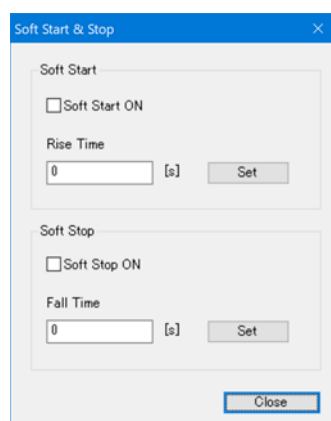 Soft Start & Stop
Soft Start
Soft Start ON
Rise Time
0 [s] Set
Soft Stop
Soft Stop ON
Fall Time
0 [s] Set
Close